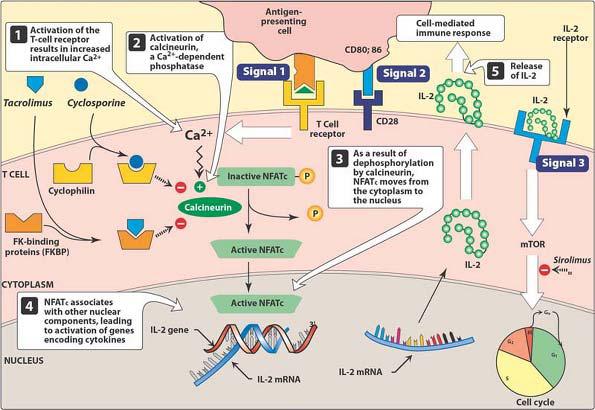 1
Activation of the
T-cell receptor
results in increased
intracellular Ca2+
2
Activation of
calcineurin,
a Ca2+-dependent
phosphatase
Antigen-
presenting
cell
CD80; 86
Signal 1
Signal 2
T Cell
receptor
CD28
Cell-mediated
immune response
IL-2
receptor
5
Release
of IL-2
IL-2
IL-2
Signal 3
Tacrolimus
Cyclosporine
Ca2+
T CELL
Cyclophilin
Inactive NFATc
P
Calcineurin
P
3
As a result of
dephosphorylation
by calcineurin,
NFATc moves from
the cytoplasm to
the nucleus
FK-binding
proteins (FKBP)
Active NFATc
IL-2
mTOR
Sirolimus
CYTOPLASM
4
NFATc associates
with other nuclear
components, leading
to activation of genes
encoding cytokines
Active NFATc
IL-2 gene
3'
IL-2 mRNA
IL-2 mRNA
NUCLEUS
G0
M
G2
G1
S
Cell cycle